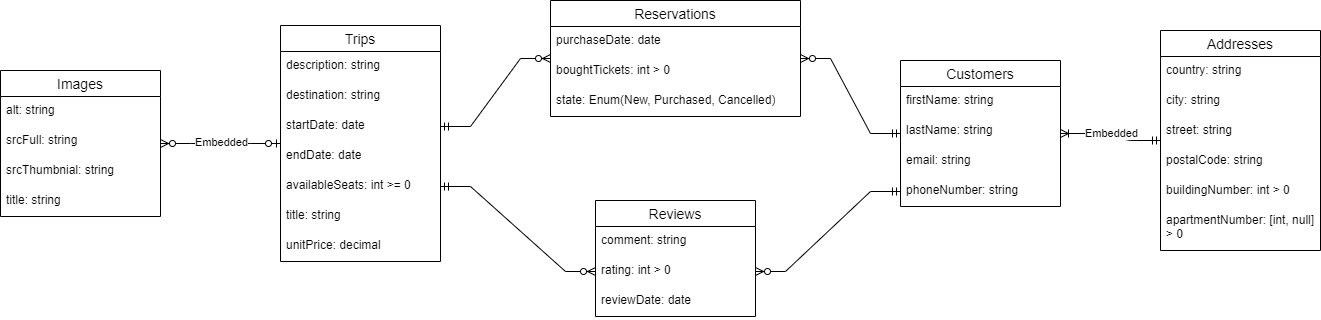 Images
alt: string
srcFull: string
srcThumbnial: string
title: string
Embedded
Trips
description: string
destination: string
startDate: date
endDate: date
availableSeats: int >= 0
title: string
unitPrice: decimal
Reservations
purchaseDate: date
boughtTickets: int > 0
state: Enum(New, Purchased, Cancelled)
Reviews
comment: string
rating: int > 0
reviewDate: date
Customers
firstName: string
lastName: string
email: string
phoneNumber: string
Embedded
Addresses
country: string
city: string
street: string
postalCode: string
buildingNumber: int > 0
apartmentNumber: [int, null]
> 0